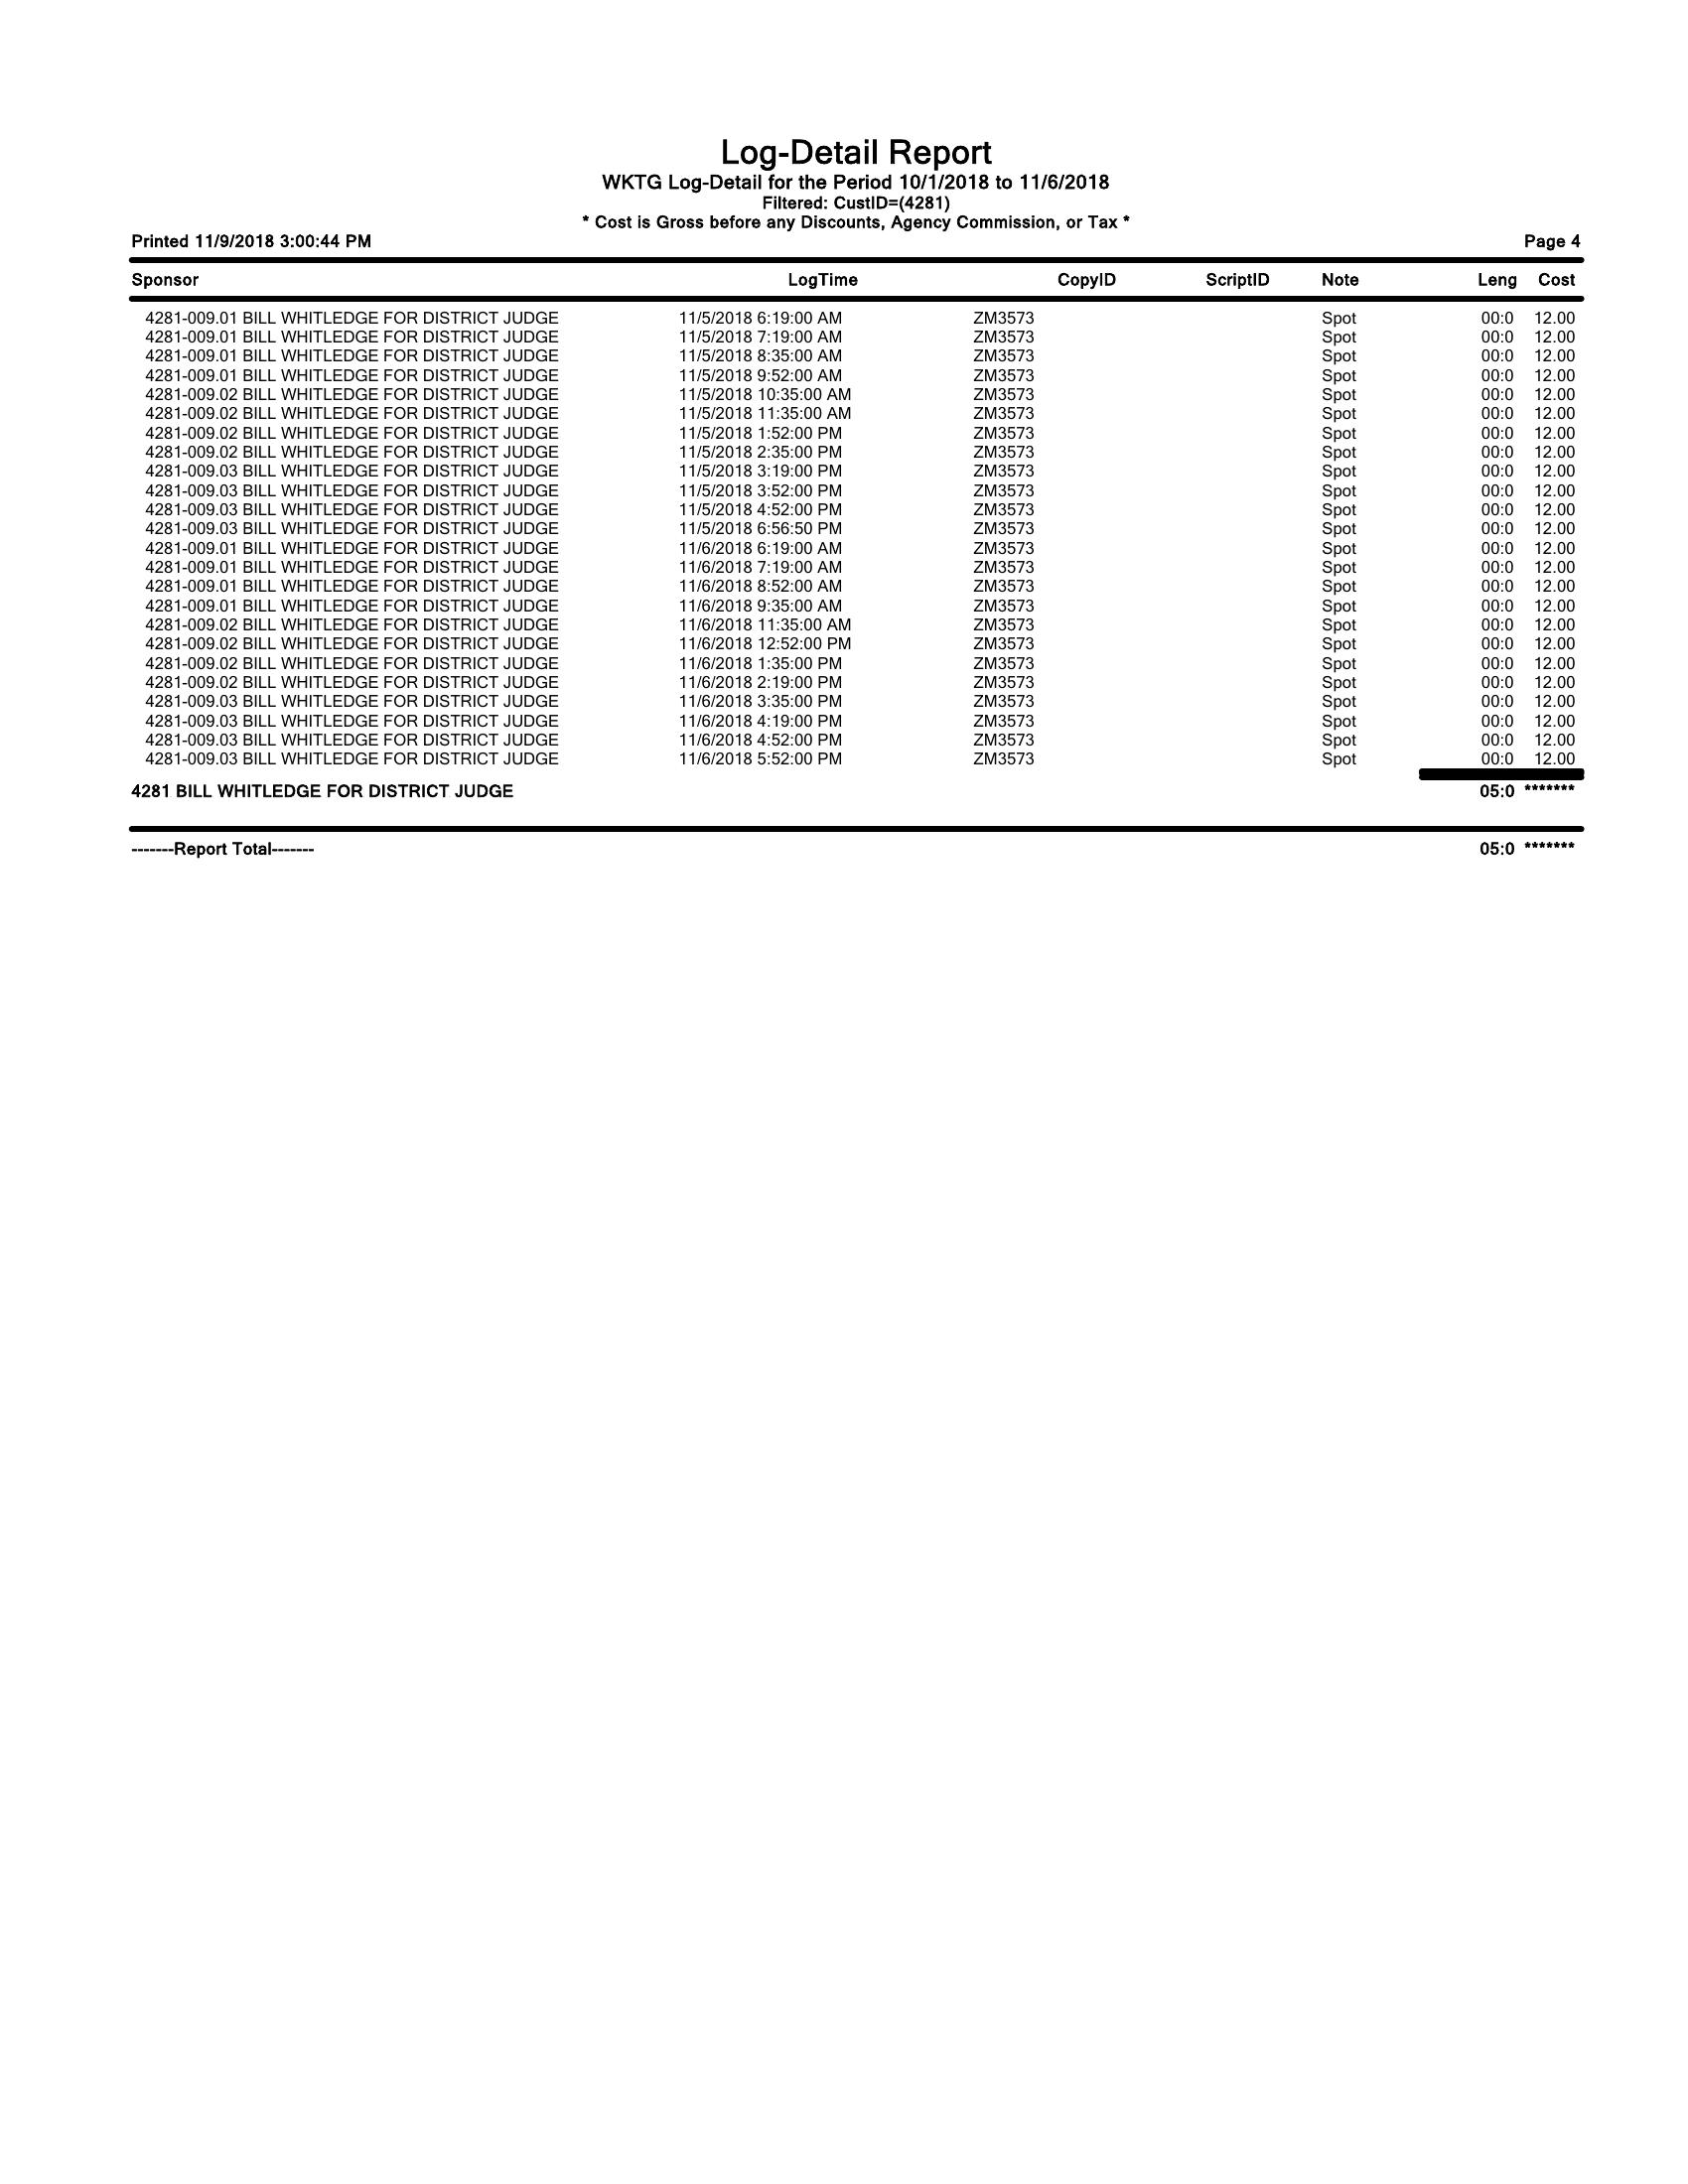 Log-Detail Report
WKTG Log-Detail for the Period 10/1/2018 to 11/6/2018
Filtered: CustID=(4281)
* Cost is Gross before any Discounts, Agency Commission, or Tax *
Printed 11/9/2018 3:00:44 PM Page 4
Sponsor LogTime CopyID ScriptID Note Leng Cost
4281-009.01 BILL WHITLEDGE FOR DISTRICT JUDGE 11/5/2018 6:19:00 AM ZM3573 Spot 00:0 12.00
4281-009.01 BILL WHITLEDGE FOR DISTRICT JUDGE 11/5/2018 7:19:00 AM ZM3573 Spot 00:0 12.00
4281-009.01 BILL WHITLEDGE FOR DISTRICT JUDGE 11/5/2018 8:35:00 AM ZM3573 Spot 00:0 12.00
4281-009.01 BILL WHITLEDGE FOR DISTRICT JUDGE 11/5/2018 9:52:00 AM ZM3573 Spot 00:0 12.00
4281-009.02 BILL WHITLEDGE FOR DISTRICT JUDGE 11/5/2018 10:35:00 AM ZM3573 Spot 00:0 12.00
4281-009.02 BILL WHITLEDGE FOR DISTRICT JUDGE 11/5/2018 11:35:00 AM ZM3573 Spot 00:0 12.00
4281-009.02 BILL WHITLEDGE FOR DISTRICT JUDGE 11/5/2018 1:52:00 PM ZM3573 Spot 00:0 12.00
4281-009.02 BILL WHITLEDGE FOR DISTRICT JUDGE 11/5/2018 2:35:00 PM ZM3573 Spot 00:0 12.00
4281-009.03 BILL WHITLEDGE FOR DISTRICT JUDGE 11/5/2018 3:19:00 PM ZM3573 Spot 00:0 12.00
4281-009.03 BILL WHITLEDGE FOR DISTRICT JUDGE 11/5/2018 3:52:00 PM ZM3573 Spot 00:0 12.00
4281-009.03 BILL WHITLEDGE FOR DISTRICT JUDGE 11/5/2018 4:52:00 PM ZM3573 Spot 00:0 12.00
4281-009.03 BILL WHITLEDGE FOR DISTRICT JUDGE 11/5/2018 6:56:50 PM ZM3573 Spot 00:0 12.00
4281-009.01 BILL WHITLEDGE FOR DISTRICT JUDGE 11/6/2018 6:19:00 AM ZM3573 Spot 00:0 12.00
4281-009.01 BILL WHITLEDGE FOR DISTRICT JUDGE 11/6/2018 7:19:00 AM ZM3573 Spot 00:0 12.00
4281-009.01 BILL WHITLEDGE FOR DISTRICT JUDGE 11/6/2018 8:52:00 AM ZM3573 Spot 00:0 12.00
4281-009.01 BILL WHITLEDGE FOR DISTRICT JUDGE 11/6/2018 9:35:00 AM ZM3573 Spot 00:0 12.00
4281-009.02 BILL WHITLEDGE FOR DISTRICT JUDGE 11/6/2018 11:35:00 AM ZM3573 Spot 00:0 12.00
4281-009.02 BILL WHITLEDGE FOR DISTRICT JUDGE 11/6/2018 12:52:00 PM ZM3573 Spot 00:0 12.00
4281-009.02 BILL WHITLEDGE FOR DISTRICT JUDGE 11/6/2018 1:35:00 PM ZM3573 Spot 00:0 12.00
4281-009.02 BILL WHITLEDGE FOR DISTRICT JUDGE 11/6/2018 2:19:00 PM ZM3573 Spot 00:0 12.00
4281-009.03 BILL WHITLEDGE FOR DISTRICT JUDGE 11/6/2018 3:35:00 PM ZM3573 Spot 00:0 12.00
4281-009.03 BILL WHITLEDGE FOR DISTRICT JUDGE 11/6/2018 4:19:00 PM ZM3573 Spot 00:0 12.00
4281-009.03 BILL WHITLEDGE FOR DISTRICT JUDGE 11/6/2018 4:52:00 PM ZM3573 Spot 00:0 12.00
4281-009.03 BILL WHITLEDGE FOR DISTRICT JUDGE 11/6/2018 5:52:00 PM ZM3573 Spot 00:0 12.00
4281 BILL WHITLEDGE FOR DISTRICT JUDGE 05:0 *******
-------Report Total------- 05:0 *******